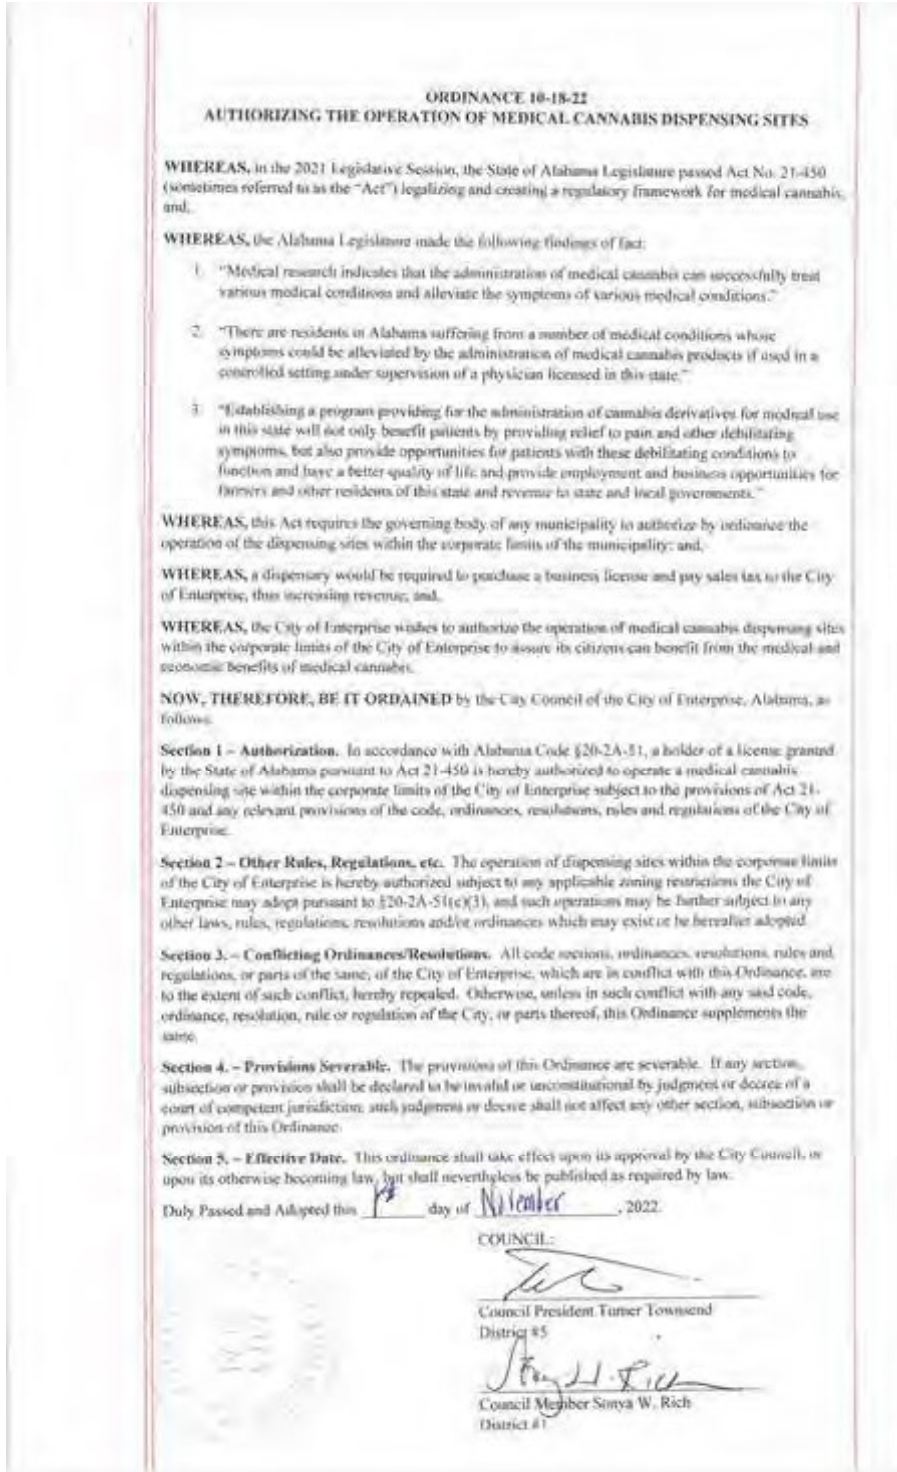 ORDINANCE 10-18-22
AUTHORIZING THE OPERATION OF MEDICAL CANNABIS DISPENSING SITES
WHEREAS, in the 2021 Legislative Session, the State of Alabama Legislature passed Act No. 21-450
(sometimes referred to as the “Act”) legalizing and creating a regulatory framework for medical cannabis,
and,
WHEREAS, the Alabama Legislature made the following findings of fact:
1. “Medical research indicates that the administration of medical cannabis can successfully treat
various medical conditions and alleviate the symptoms of various medical conditions.”
2. “There are residents in Alabama suffering from a number of medical conditions whose
symptoms could be alleviated by the administration of medical cannabis products if used in a
controlled setting under supervision of a physician licensed in this state.”
3. “Establishing a program providing for the administration of cannabis derivatives for medical use
in this state will not only benefit patients by providing relief to pain and other debilitating
symptoms, but also provide opportunities for patients with these debilitating conditions to
function and have a better quality of life and provide employment and business opportunities for
farmers and other residents of this state and revenue to state and local governments.”
WHEREAS, this Act requires the governing body of any municipality to authorize by ordinance the
operation of the dispensing sites within the corporate limits of the municipality; and,
WHEREAS, a dispensary would be required to purchase a business license and pay sales tax to the City
of Enterprise, thus increasing revenue; and,
WHEREAS, the City of Enterprise wishes to authorize the operation of medical cannabis dispensing sites
within the corporate limits of the City of Enterprise to assure its citizens can benefit from the medical and
economic benefits of medical cannabis.
NOW, THEREFORE, BE IT ORDAINED by the City Council of the City of Enterprise, Alabama, as
follows:
Section 1 – Authorization. In accordance with Alabama Code §20-2A-51, a holder of a license granted
by the State of Alabama pursuant to Act 21-450 is hereby authorized to operate a medical cannabis
dispensing site within the corporate limits of the City of Enterprise subject to the provisions of Act 21-
450 and any relevant provisions of the code, ordinances, resolutions, rules and regulations of the City of
Enterprise.
Section 2 – Other Rules, Regulations, etc. The operation of dispensing sites within the corporate limits
of the City of Enterprise is hereby authorized subject to any applicable zoning restrictions the City of
Enterprise may adopt pursuant to §20-2A-51(c)(3), and such operations may be further subject to any
other laws, rules, regulations, resolutions and/or ordinances which may exist or be hereafter adopted.
Section 3. – Conflicting Ordinances/Resolutions. All code sections, ordinances, resolutions, rules and
regulations, or parts of the same, of the City of Enterprise, which are in conflict with this Ordinance, are
to the extent of such conflict, hereby repealed. Otherwise, unless in such conflict with any said code,
ordinance, resolution, rule or regulation of the City, or parts thereof, this Ordinance supplements the
same.
Section 4. – Provisions Severable. The provisions of this Ordinance are severable. If any section,
subsection or provision shall be declared to be invalid or unconstitutional by judgment or decree of a
court of competent jurisdiction, such judgment or decree shall not affect any other section, subsection or
provision of this Ordinance.
Section 5. – Effective Date. This ordinance shall take effect upon its approval by the City Council, or
upon its otherwise becoming law, but shall nevertheless be published as required by law.
Duly Passed and Adopted this 1st day of November, 2022.
COUNCIL:
Council President Turner Townsend
District #5
Council Member Sonya W. Rich
District #1